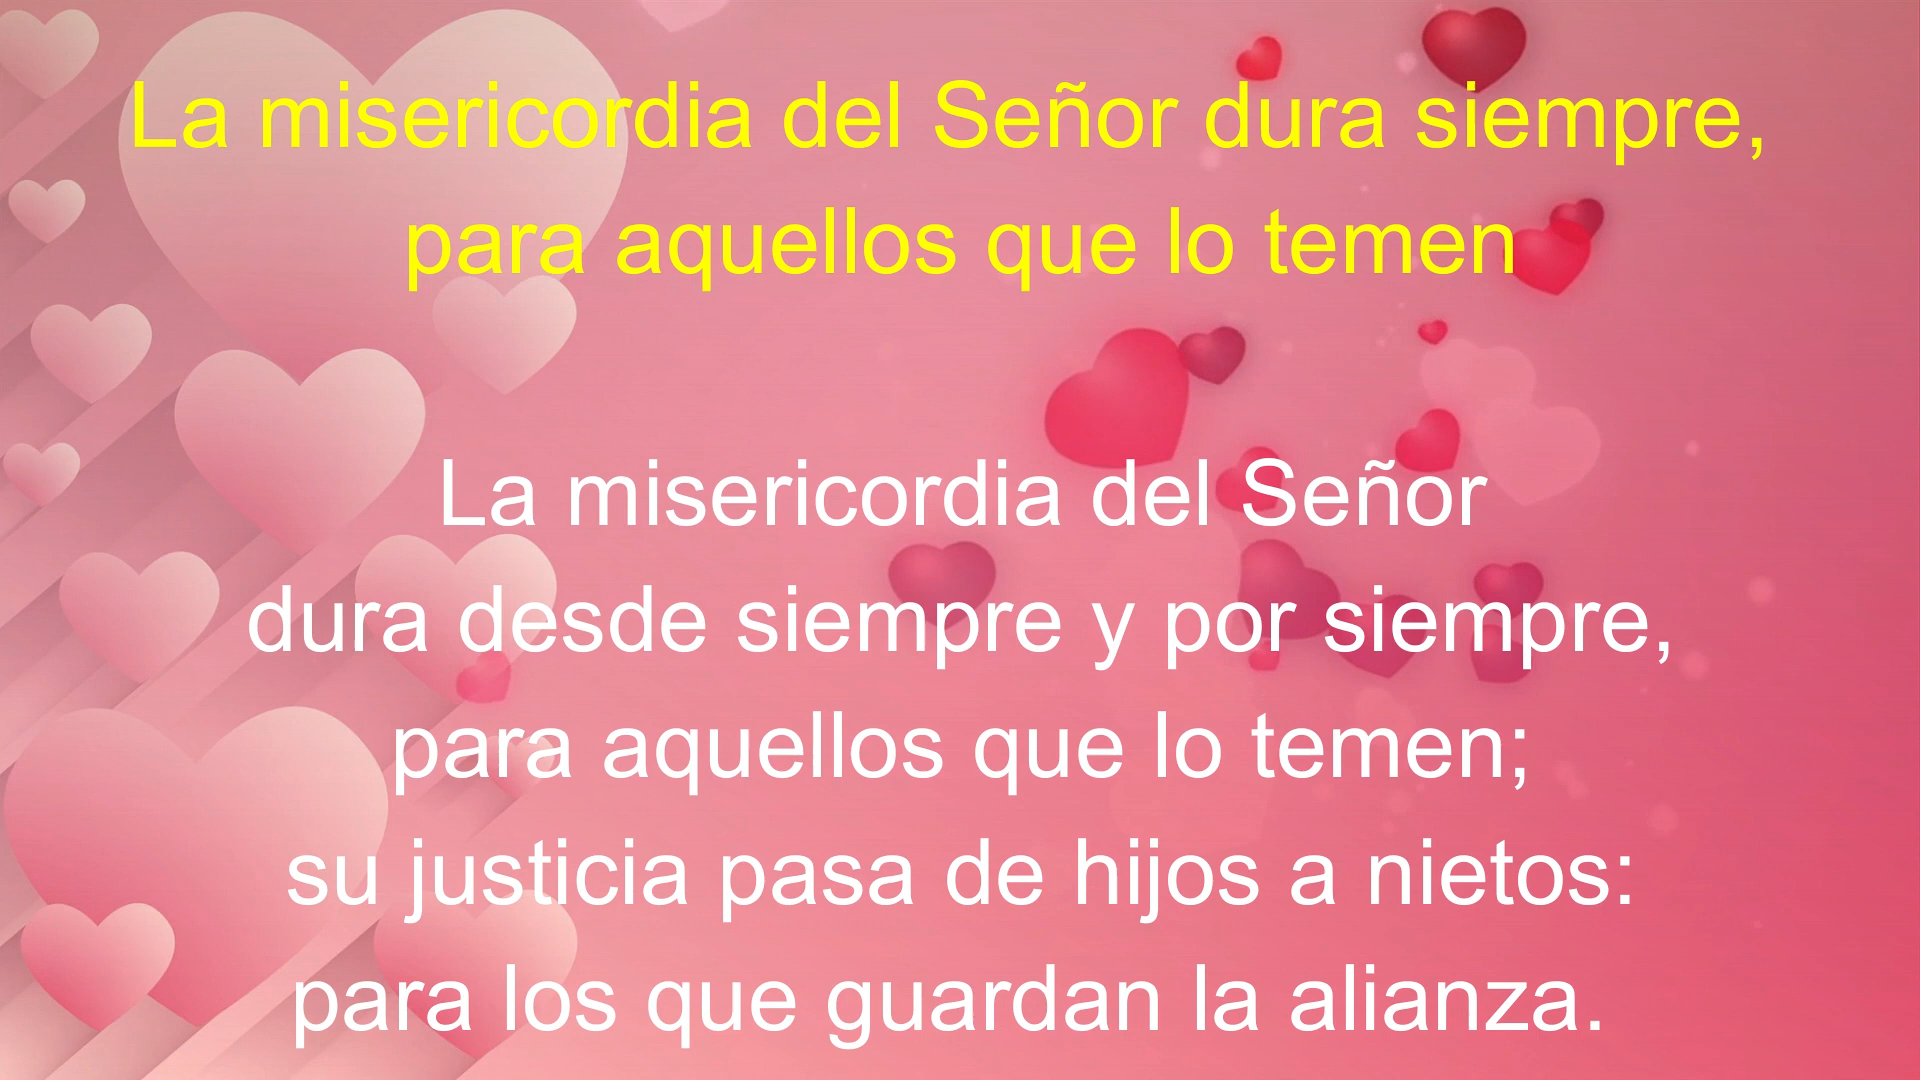 La misericordia del Señor dura siempre,
para aquellos que lo temen
La misericordia del Señor
dura desde siempre y por siempre,
para aquellos que lo temen;
su justicia pasa de hijos a nietos:
para los que guardan la alianza.